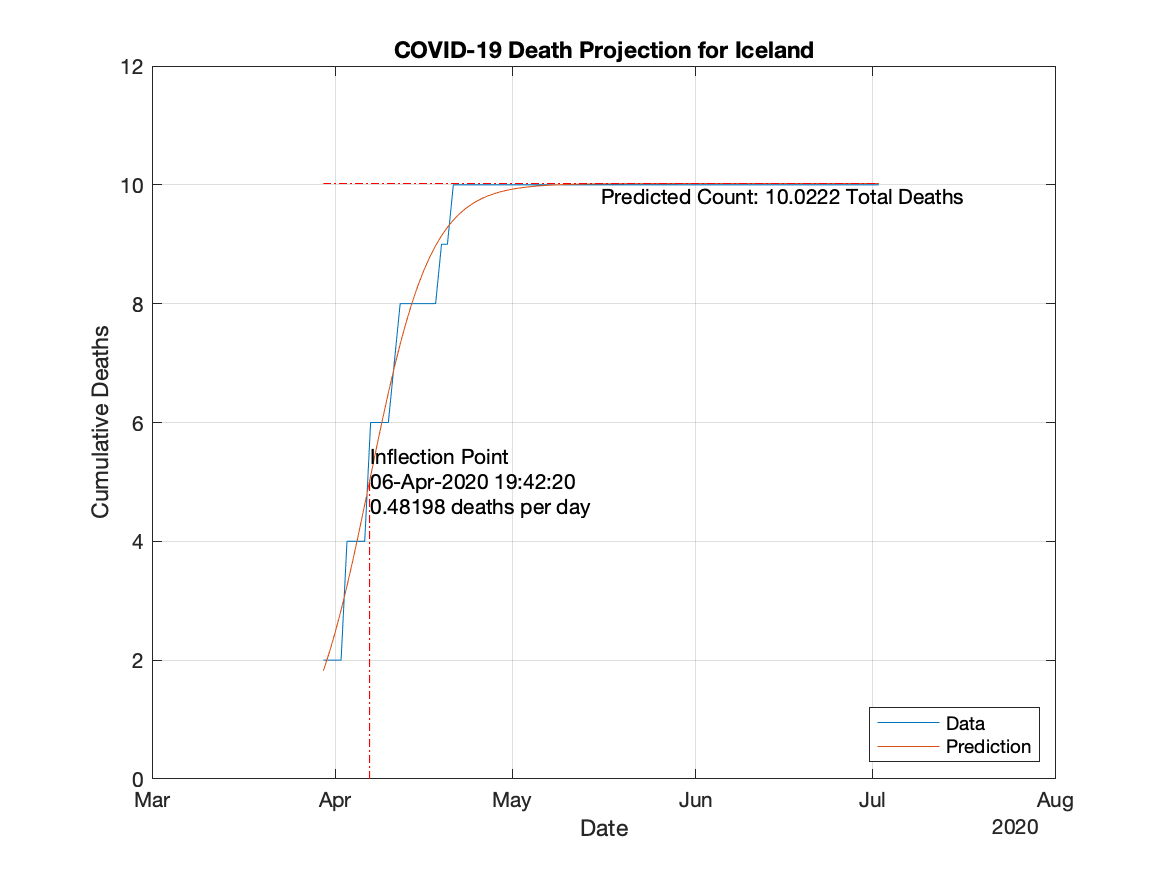 COVID-19 Death Projection for Iceland
12
10
Predicted Count: 10.0222 Total Deaths
8
6
Inflection Point
06-Apr-2020 19:42:20
0.48198 deaths per day
4
2
0
Cumulative Deaths
Data
Prediction
Mar Apr May Jun Jul Aug
Date
2020